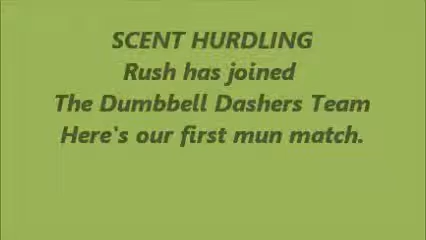 SCENT HURDLING
Rush has joined
The Dumbbell Dashers Team
Here's our first mun match.